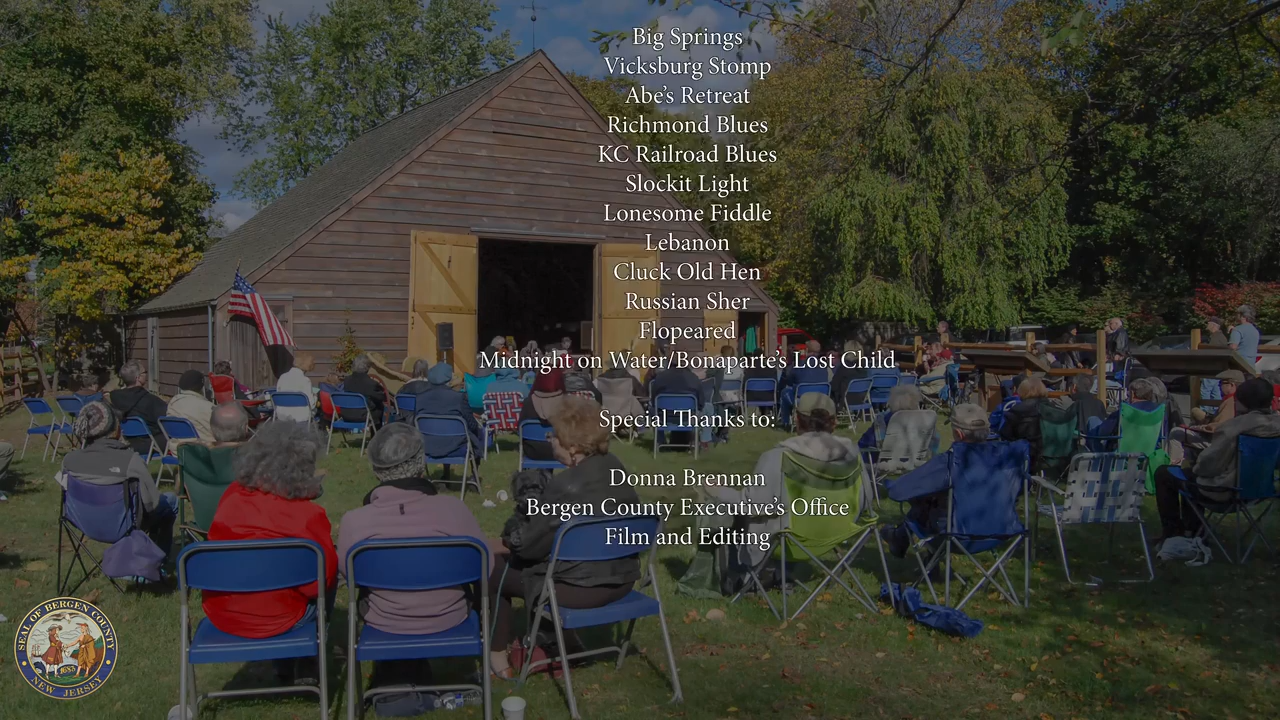 Big Springs
Vicksburg Stomp
Abe's Retreat
Richmond Blues
KC Railroad Blues
Slockit Light
Lonesome Fiddle
Lebanon
Cluck Old Hen
Russian Sher
Flopeared
Midnight on Water/Bonaparte's Lost Child
Special Thanks to:
Donna Brennan
Bergen County Executive's Office
Film and Editing
SEAL OF BERGEN COUNTY
1683
NEW JERSEY